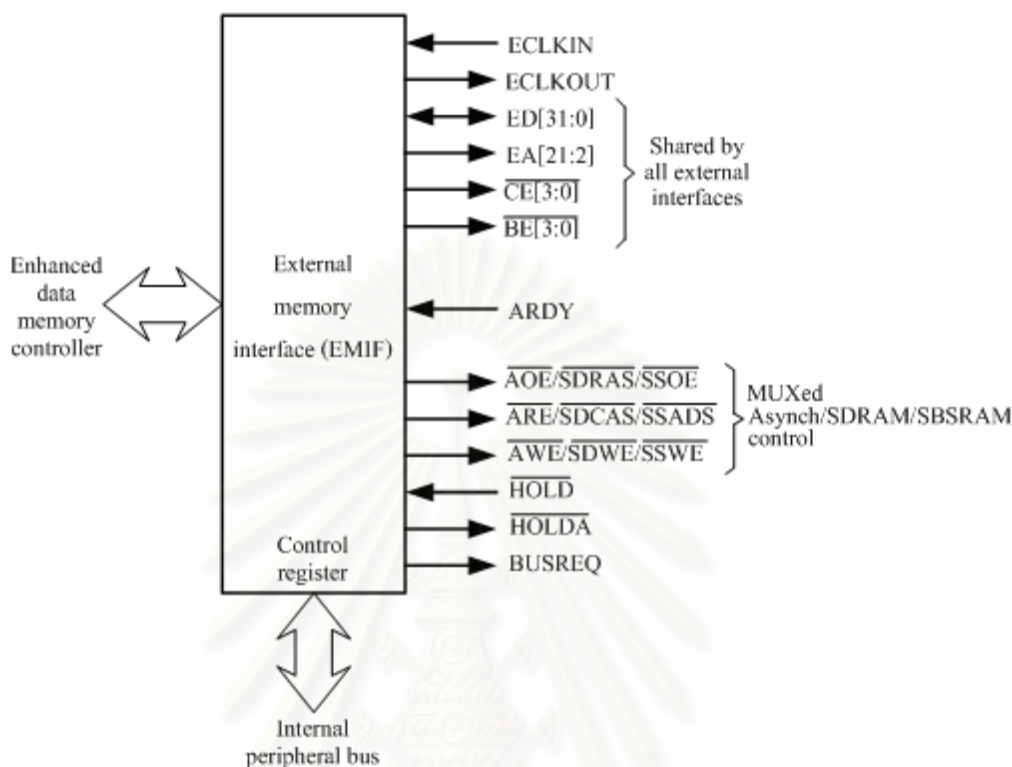 ECLKIN
ECLKOUT
ED[31:0]
EA[21:2]
CE[3:0]
BE[3:0]
Shared by
all external
interfaces
Enhanced
data
memory
controller
External
memory
interface (EMIF)
ARDY
AOE/SDRAS/SSOE
ARE/SDCAS/SSADS
AWE/SDWE/SSWE
MUXed
Asynch/SDRAM/SBSRAM
control
HOLD
HOLDA
BUSREQ
Control
register
Internal
peripheral bus